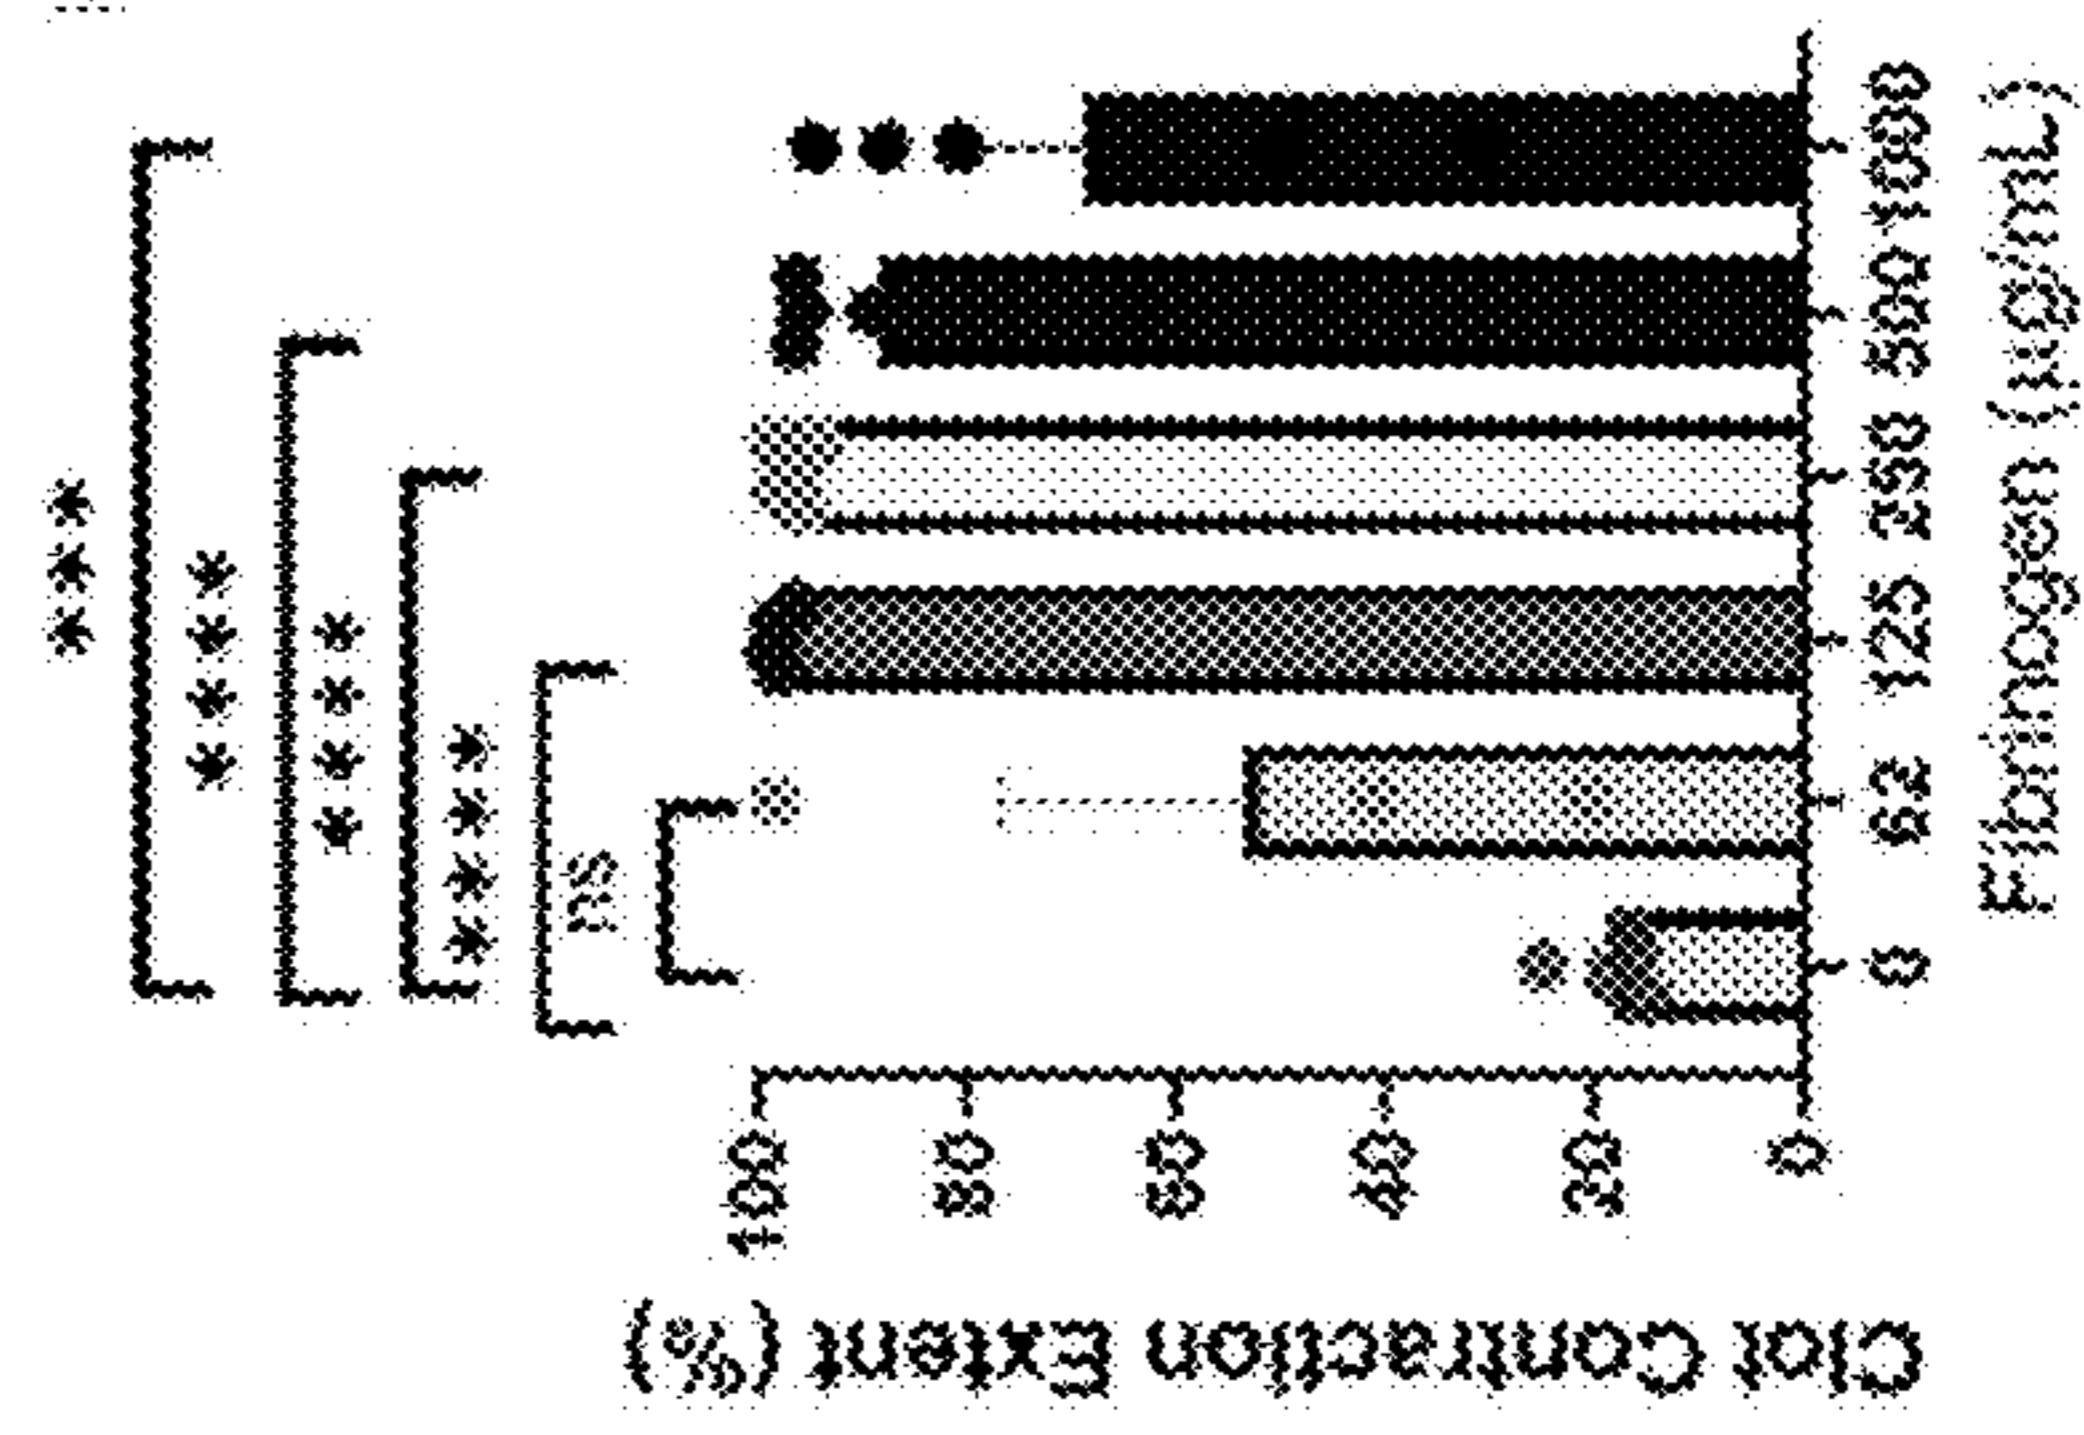 ***
****
****
****
ns
Clot Contraction Extent (%)
100
80
60
40
20
0
0 62 125 250 500 1000
Fibrinogen (µg/mL)